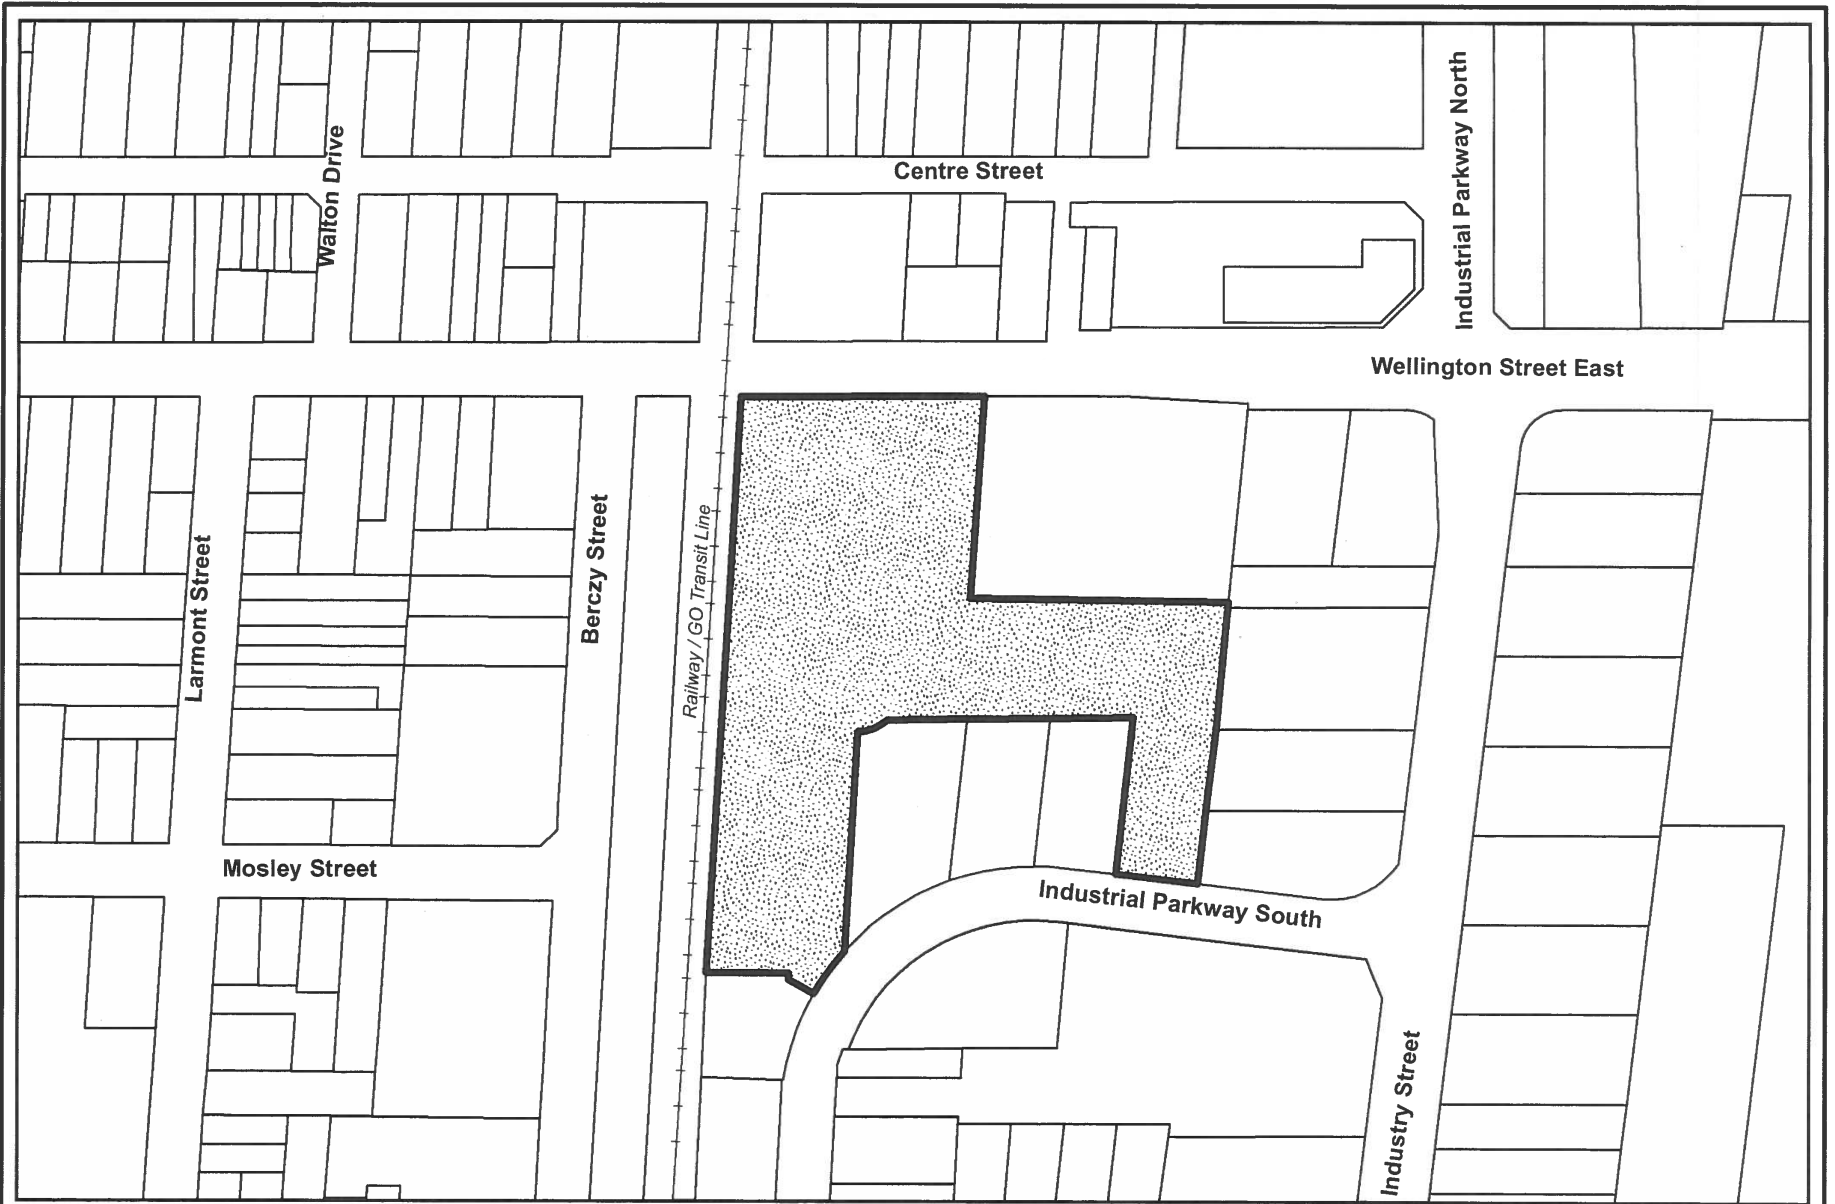 Centre Street
Walton Drive
Industrial Parkway North
Wellington Street East
Larmont Street
Berczy Street
Railway / GO Transit Line
Mosley Street
Industrial Parkway South
Industry Street